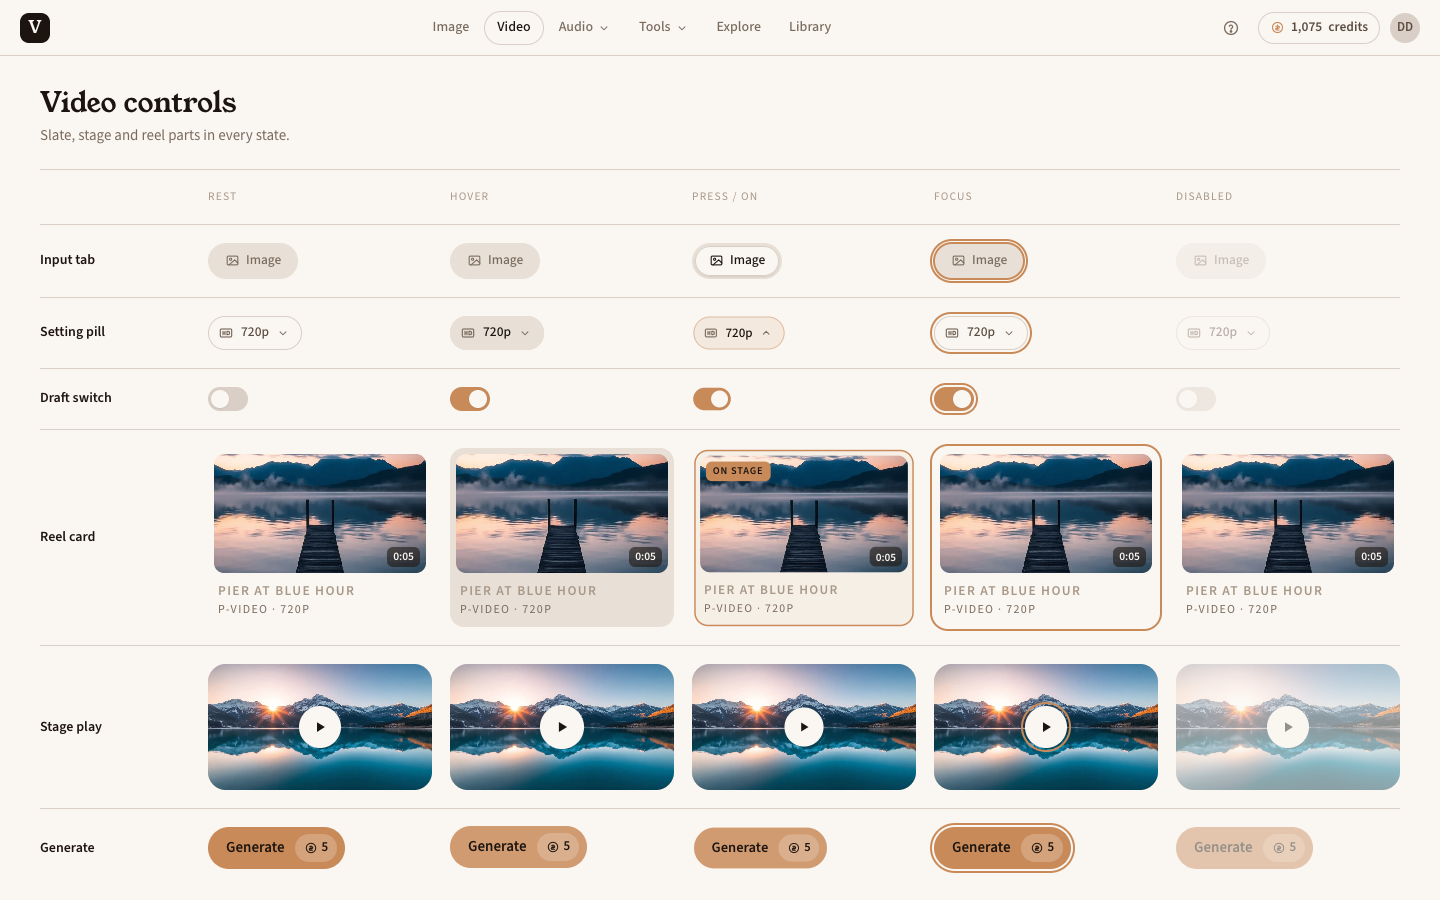 V
Image Video Audio Tools Explore Library
1,075 credits DD
Video controls
Slate, stage and reel parts in every state.
REST HOVER PRESS / ON FOCUS DISABLED
Input tab Image Image Image Image Image
Setting pill HD 720p HD 720p HD 720p HD 720p HD 720p
Draft switch
ON STAGE
Reel card
0:05 0:05 0:05 0:05 0:05
PIER AT BLUE HOUR PIER AT BLUE HOUR PIER AT BLUE HOUR PIER AT BLUE HOUR PIER AT BLUE HOUR
P-VIDEO · 720P P-VIDEO · 720P P-VIDEO · 720P P-VIDEO · 720P P-VIDEO · 720P
Stage play
Generate Generate 5 Generate 5 Generate 5 Generate 5 Generate 5